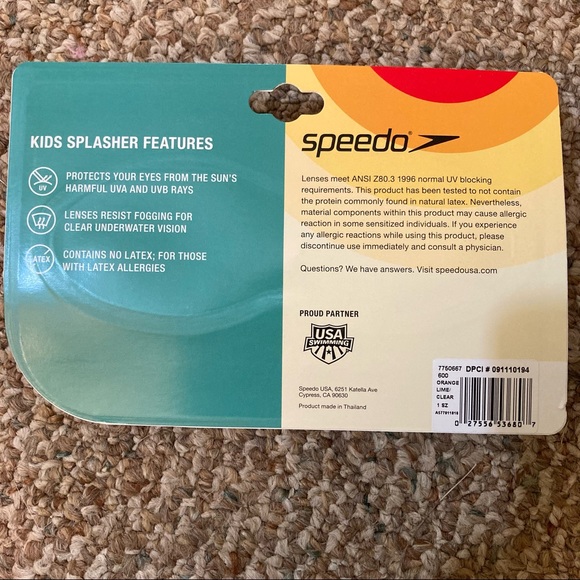 KIDS SPLASHER FEATURES
UV
PROTECTS YOUR EYES FROM THE SUN'S
HARMFUL UVA AND UVB RAYS
LENSES RESIST FOGGING FOR
CLEAR UNDERWATER VISION
LATEX
CONTAINS NO LATEX; FOR THOSE
WITH LATEX ALLERGIES
speedo
Lenses meet ANSI Z80.3 1996 normal UV blocking
requirements. This product has been tested to not contain
the protein commonly found in natural latex. Nevertheless,
material components within this product may cause allergic
reaction in some sensitized individuals. If you experience
any allergic reactions while using this product, please
discontinue use immediately and consult a physician.
Questions? We have answers. Visit speedousa.com
PROUD PARTNER
USA
SWIMMING
Speedo USA, 6251 Katella Ave
Cypress, CA 90630
Product made in Thailand
7750667
600
ORANGE
LIME/
CLEAR
1 SZ
DPCI # 091110194
0 27556 53680 7